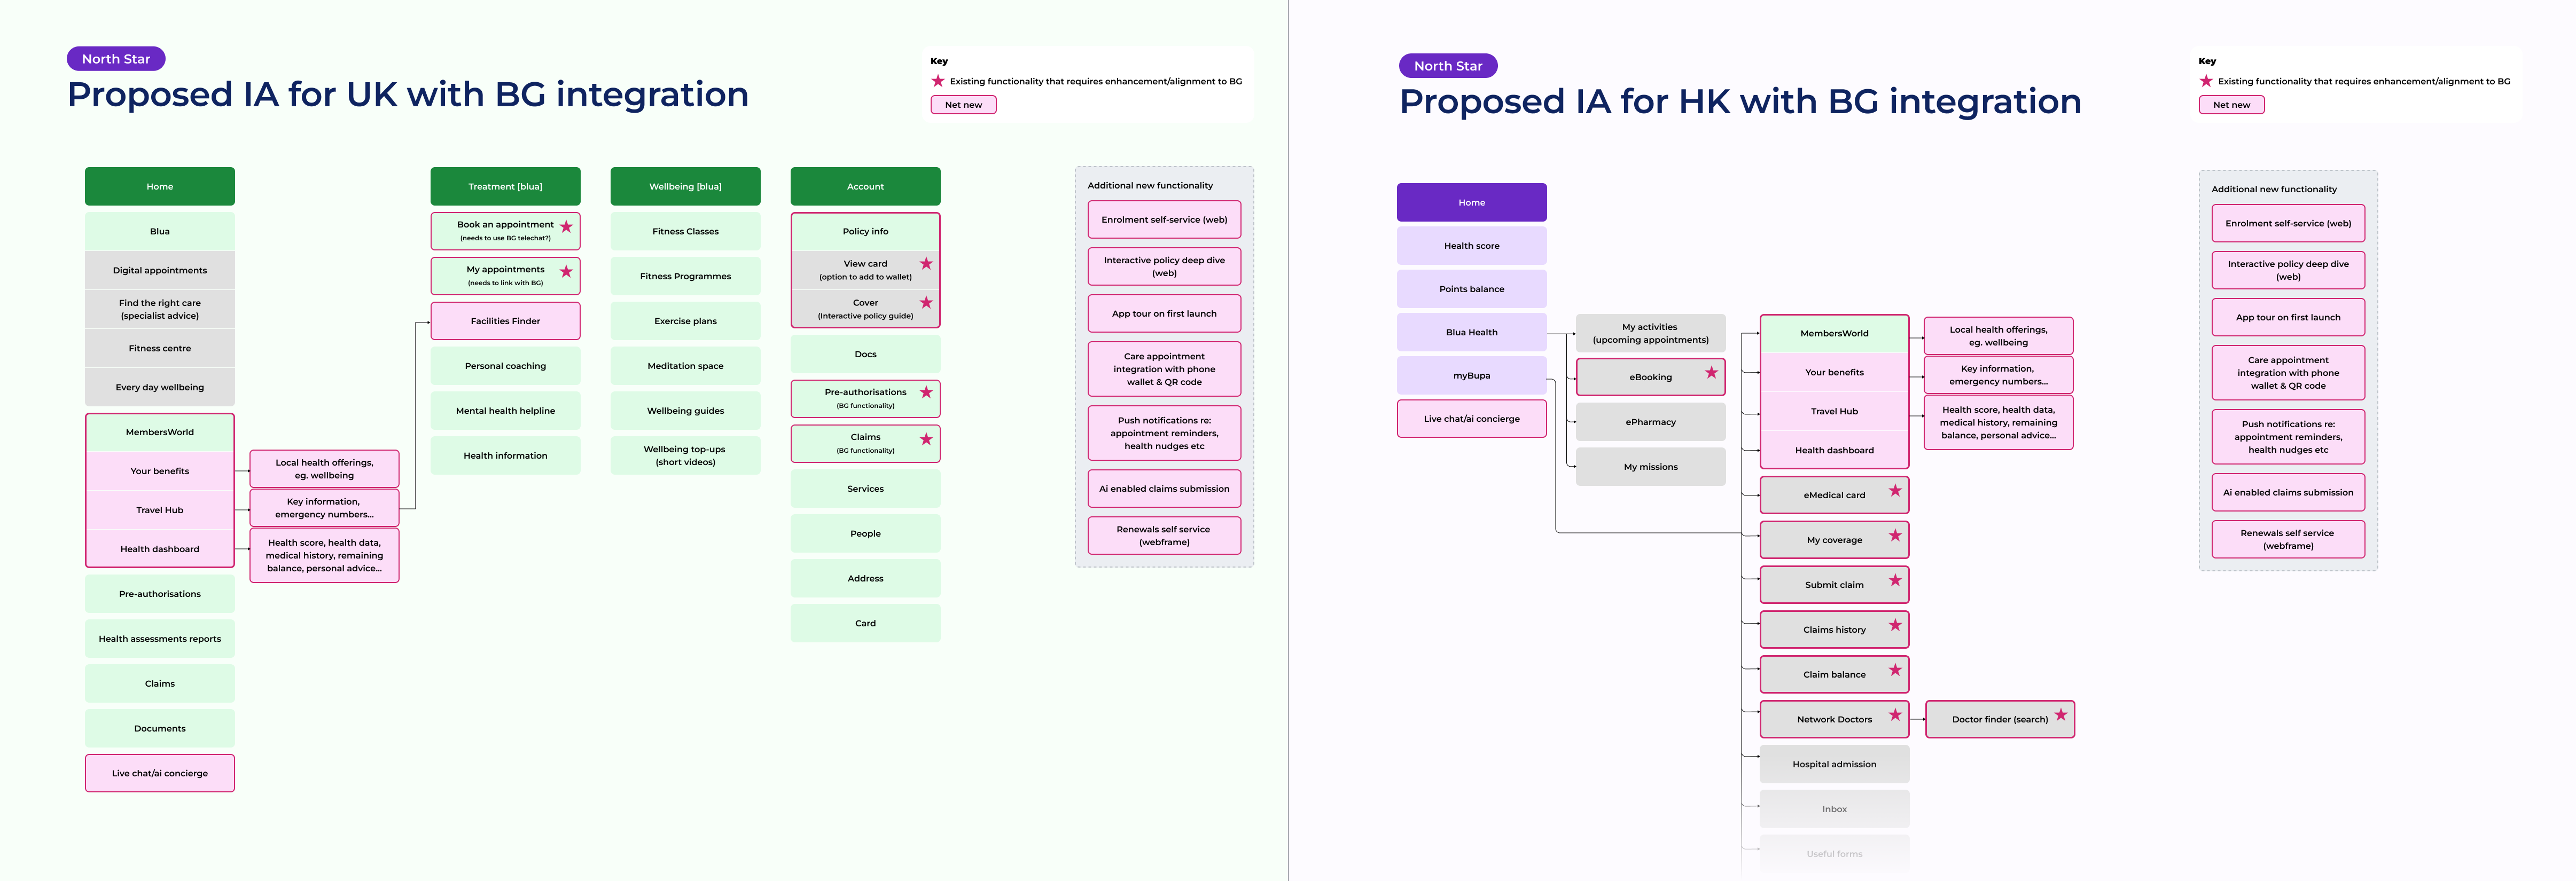 North Star
Proposed IA for UK with BG integration
Key
Existing functionality that requires enhancement/alignment to BG
Net new
Home
Blua
Digital appointments
Find the right care
(specialist advice)
Fitness centre
Every day wellbeing
MembersWorld
Your benefits
Travel Hub
Health dashboard
Pre-authorisations
Health assessments reports
Claims
Documents
Live chat/ai concierge
Local health offerings,
eg. wellbeing
Key information,
emergency numbers...
Health score, health data,
medical history, remaining
balance, personal advice...
Treatment [blua]
Book an appointment
(needs to use BG telechat?)
My appointments
(needs to link with BG)
Facilities Finder
Personal coaching
Mental health helpline
Health information
Wellbeing [blua]
Fitness Classes
Fitness Programmes
Exercise plans
Meditation space
Wellbeing guides
Wellbeing top-ups
(short videos)
Account
Policy info
View card
(option to add to wallet)
Cover
(Interactive policy guide)
Docs
Pre-authorisations
(BG functionality)
Claims
(BG functionality)
Services
People
Address
Card
Additional new functionality
Enrolment self-service (web)
Interactive policy deep dive
(web)
App tour on first launch
Care appointment
integration with phone
wallet & QR code
Push notifications re:
appointment reminders,
health nudges etc
Ai enabled claims submission
Renewals self service
(webframe)
North Star
Proposed IA for HK with BG integration
Key
Existing functionality that requires enhancement/alignment to BG
Net new
Home
Health score
Points balance
Blua Health
myBupa
Live chat/ai concierge
My activities
(upcoming appointments)
eBooking
ePharmacy
My missions
MembersWorld
Your benefits
Travel Hub
Health dashboard
eMedical card
My coverage
Submit claim
Claims history
Claim balance
Network Doctors
Hospital admission
Inbox
Useful forms
Local health offerings,
eg. wellbeing
Key information,
emergency numbers...
Health score, health data,
medical history, remaining
balance, personal advice...
Doctor finder (search)
Additional new functionality
Enrolment self-service (web)
Interactive policy deep dive
(web)
App tour on first launch
Care appointment
integration with phone
wallet & QR code
Push notifications re:
appointment reminders,
health nudges etc
Ai enabled claims submission
Renewals self service
(webframe)